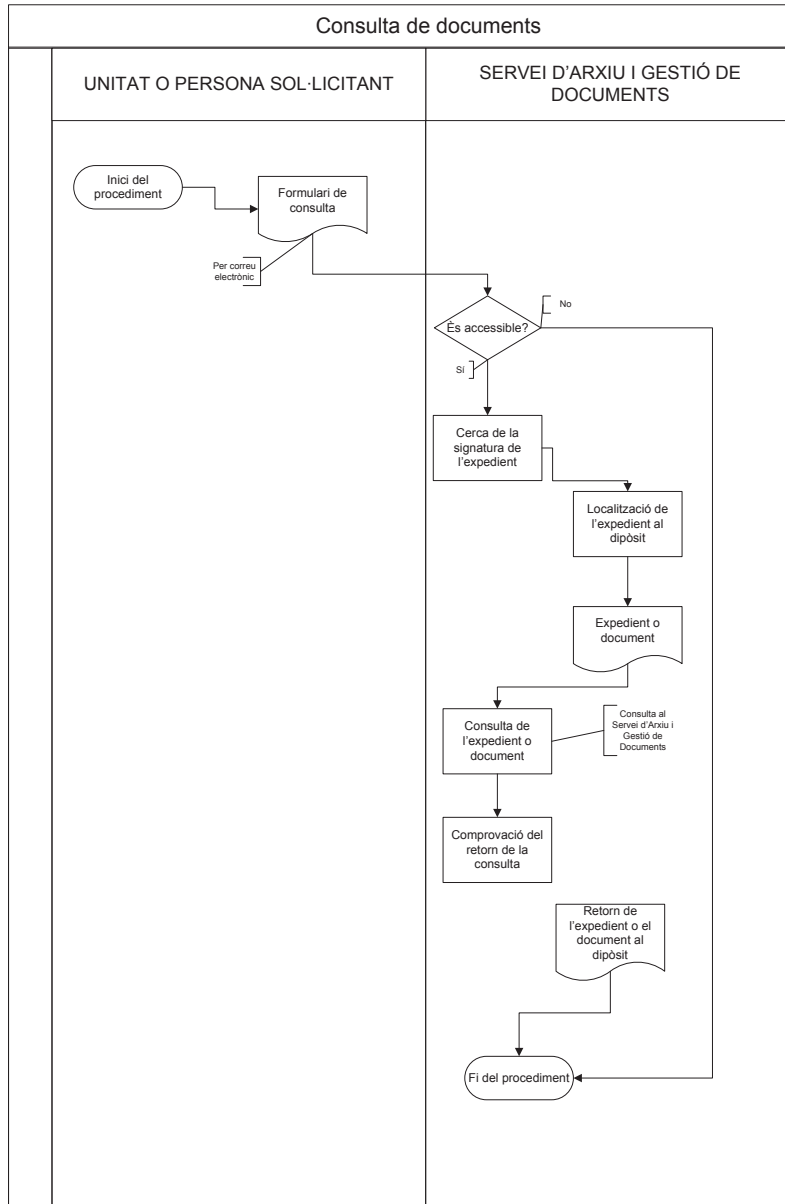 Consulta de documents
UNITAT O PERSONA SOL·LICITANT
SERVEI D'ARXIU I GESTIÓ DE
DOCUMENTS
Inici del
procediment
Formulari de
consulta
Per correu
electrònic
És accessible?
No
Sí
Cerca de la
signatura de
l'expedient
Localització de
l'expedient al
dipòsit
Expedient o
document
Consulta de
l'expedient o
document
Consulta al
Servei d'Arxiu i
Gestió de
Documents
Comprovació del
retorn de la
consulta
Retorn de
l'expedient o el
document al
dipòsit
Fi del procediment